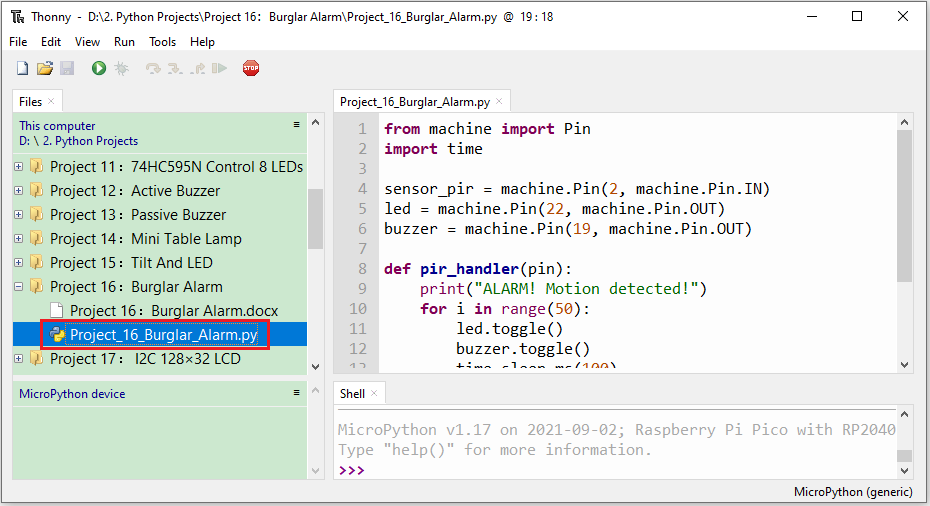 Thonny - D:\2. Python Projects\Project 16：Burglar Alarm\Project_16_Burglar_Alarm.py @ 19 : 18
File Edit View Run Tools Help
STOP
Files
This computer
D: \ 2. Python Projects
Project 11：74HC595N Control 8 LEDs
Project 12：Active Buzzer
Project 13：Passive Buzzer
Project 14：Mini Table Lamp
Project 15：Tilt And LED
Project 16：Burglar Alarm
Project 16：Burglar Alarm.docx
Project_16_Burglar_Alarm.py
Project 17： I2C 128×32 LCD
MicroPython device
Project_16_Burglar_Alarm.py
1 from machine import Pin
2 import time
3
4 sensor_pir = machine.Pin(2, machine.Pin.IN)
5 led = machine.Pin(22, machine.Pin.OUT)
6 buzzer = machine.Pin(19, machine.Pin.OUT)
7
8 def pir_handler(pin):
9     print("ALARM! Motion detected!")
10     for i in range(50):
11         led.toggle()
12         buzzer.toggle()
13         time.sleep_ms(100)
Shell
MicroPython v1.17 on 2021-09-02; Raspberry Pi Pico with RP2040
Type "help()" for more information.
>>>
MicroPython (generic)